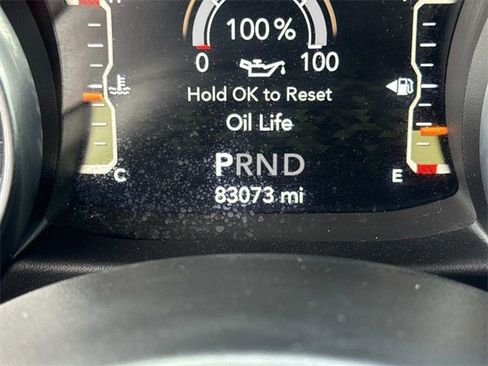 100 %
0 100
Hold OK to Reset
Oil Life
PRND
C E
83073 mi